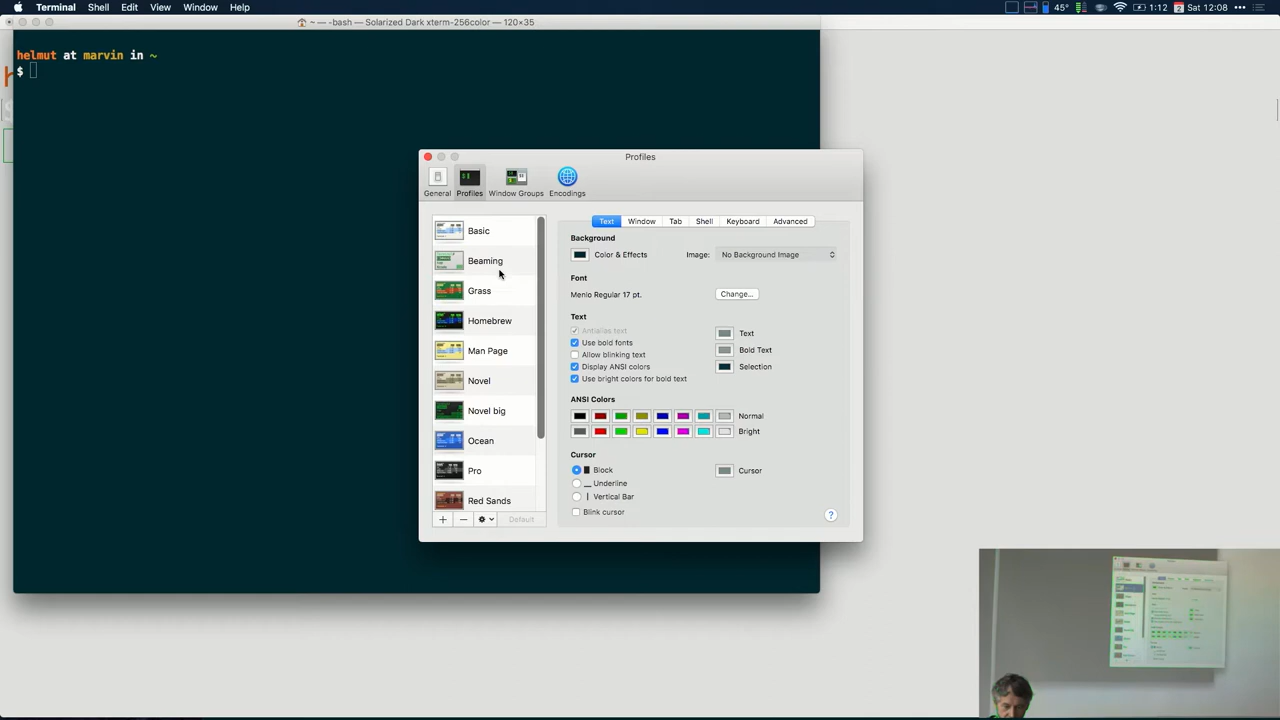 Terminal Shell Edit View Window Help
45° 1:12 2 Sat 12:08
~ — -bash — Solarized Dark xterm-256color — 120×35
helmut at marvin in ~
$
Profiles
General Profiles Window Groups Encodings
Basic
Beaming
Grass
Homebrew
Man Page
Novel
Novel big
Ocean
Pro
Red Sands
+ − Default
Text Window Tab Shell Keyboard Advanced
Background
Color & Effects Image: No Background Image
Font
Menlo Regular 17 pt. Change...
Text
Antialias text
Use bold fonts
Allow blinking text
Display ANSI colors
Use bright colors for bold text
Text
Bold Text
Selection
ANSI Colors
Normal
Bright
Cursor
Block
Underline
Vertical Bar
Blink cursor
Cursor
?